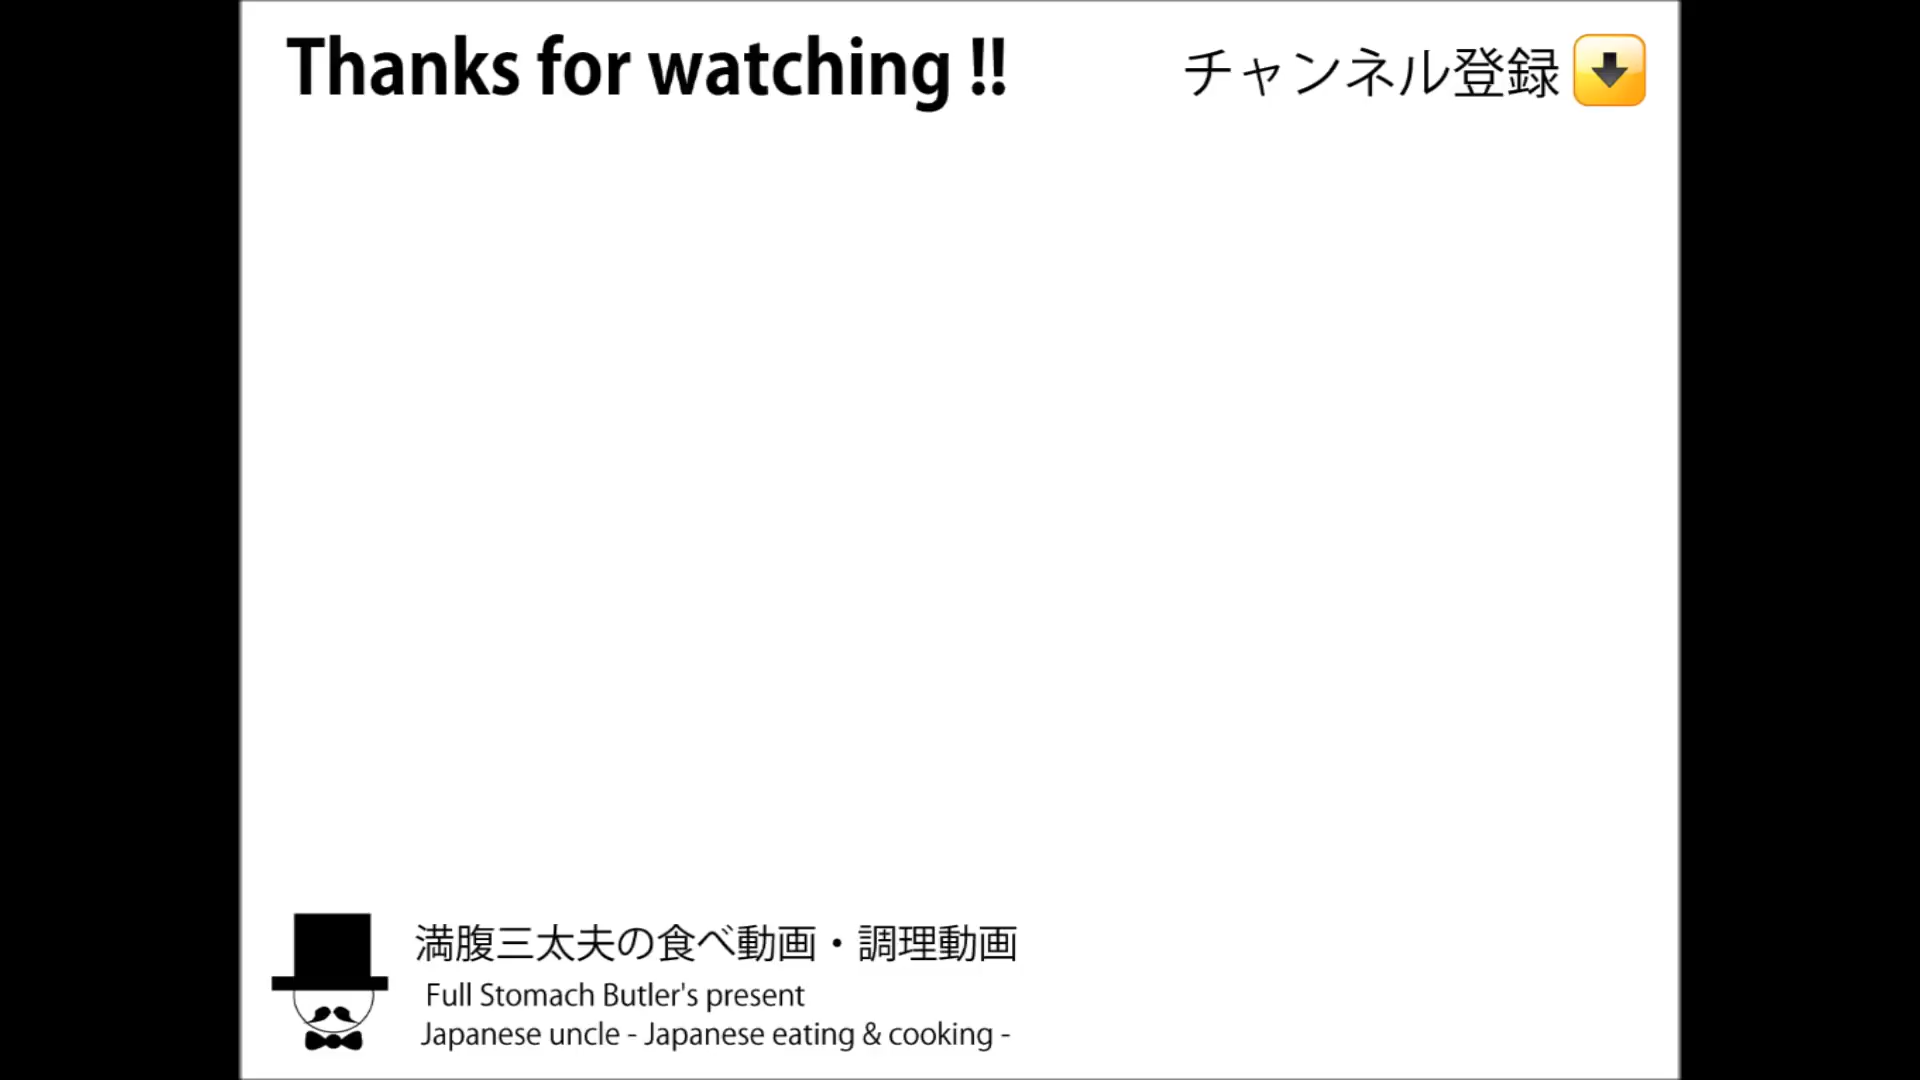 Thanks for watching !!
チャンネル登録
満腹三太夫の食べ動画・調理動画
Full Stomach Butler's present
Japanese uncle - Japanese eating & cooking -